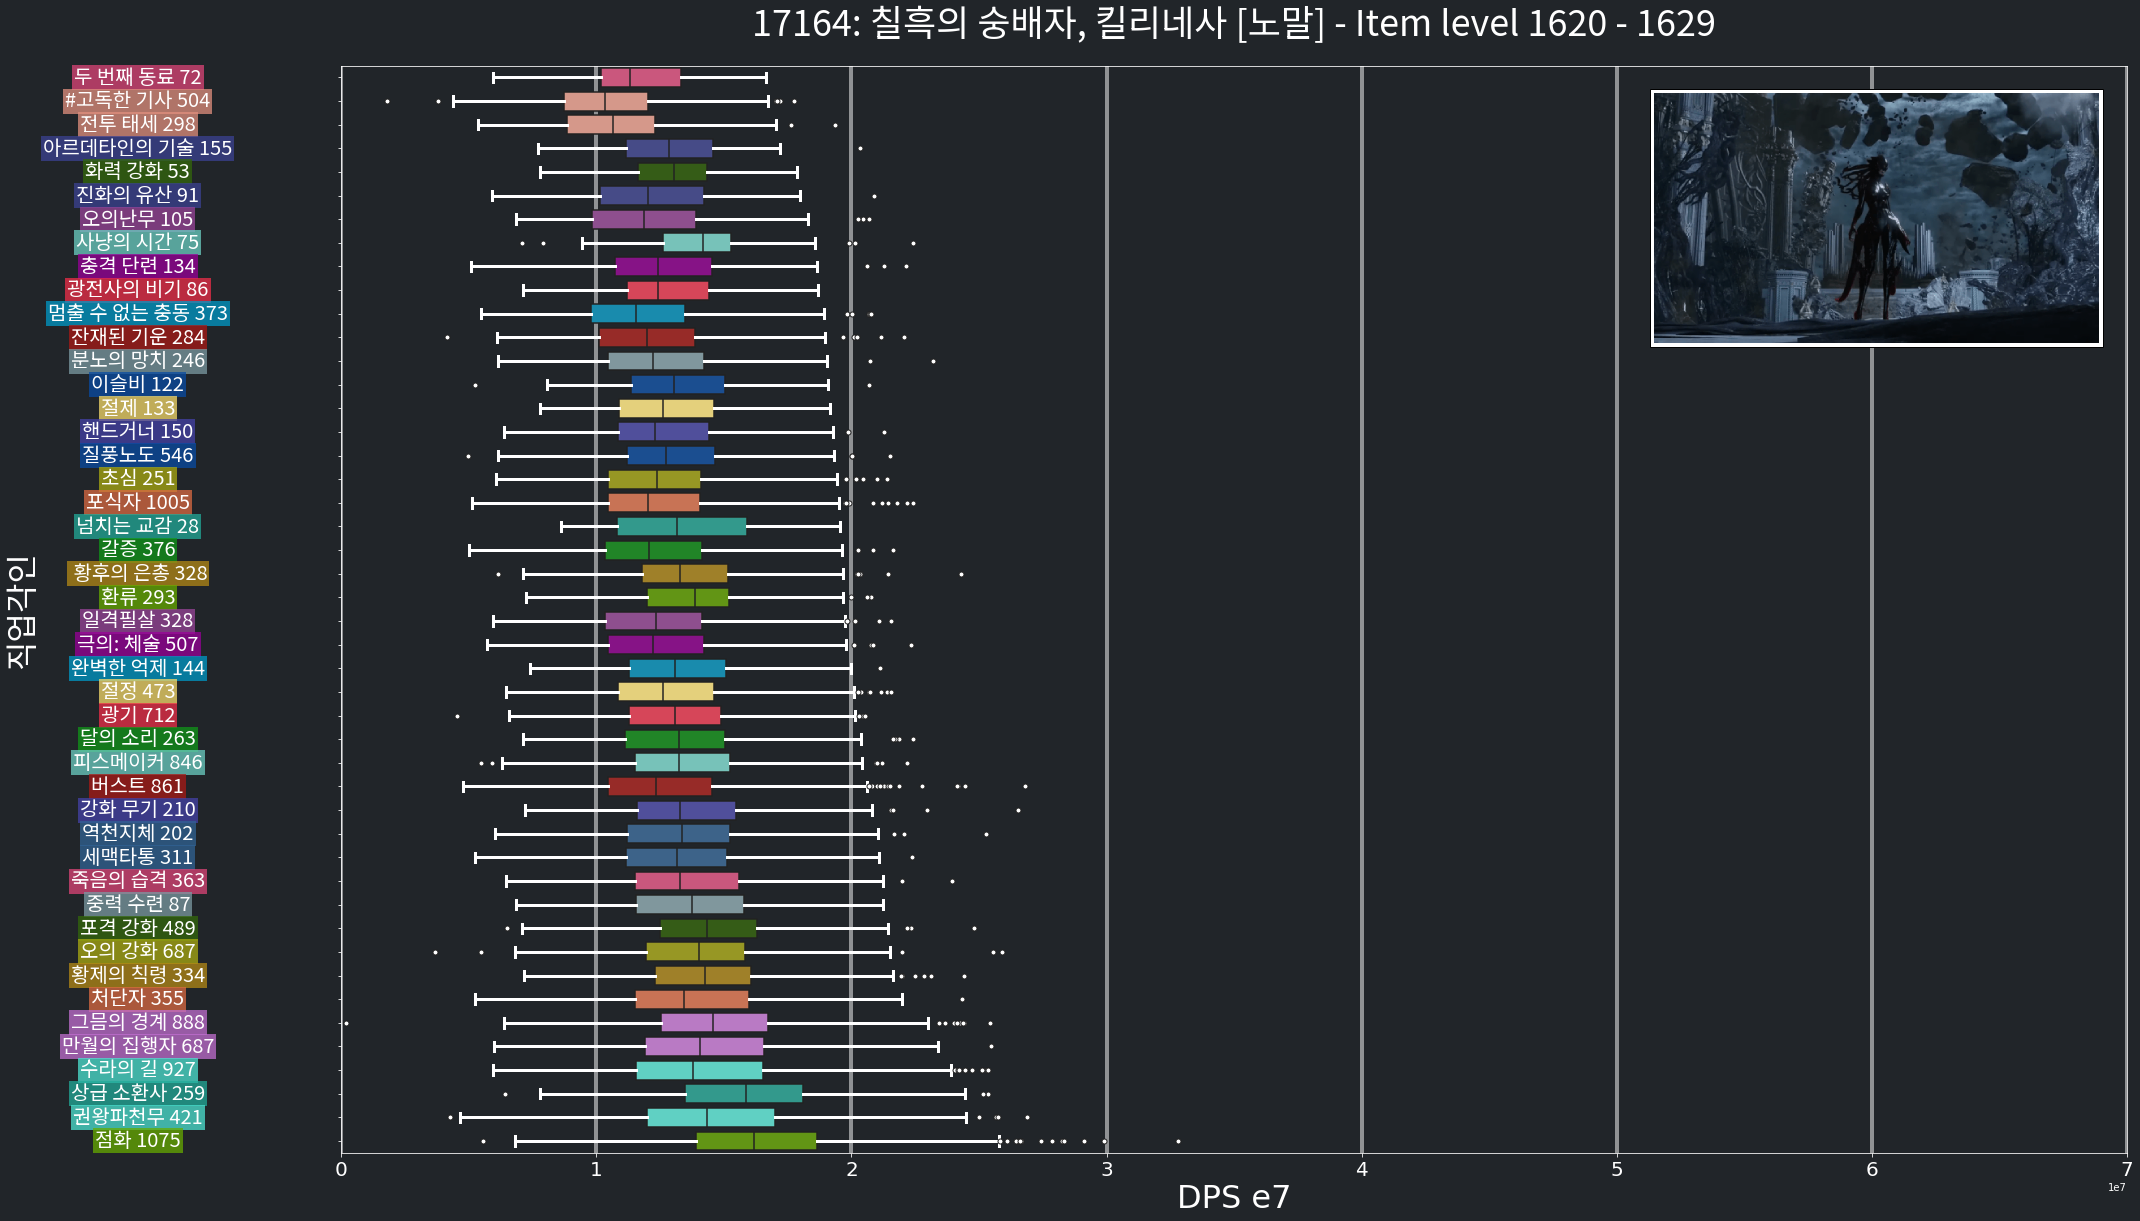 17164: 칠흑의 숭배자, 킬리네사 [노말] - Item level 1620 - 1629
두 번째 동료 72
#고독한 기사 504
전투 태세 298
아르데타인의 기술 155
화력 강화 53
진화의 유산 91
오의난무 105
사냥의 시간 75
충격 단련 134
광전사의 비기 86
멈출 수 없는 충동 373
잔재된 기운 284
분노의 망치 246
이슬비 122
절제 133
핸드거너 150
질풍노도 546
초심 251
포식자 1005
넘치는 교감 28
갈증 376
황후의 은총 328
환류 293
일격필살 328
극의: 체술 507
완벽한 억제 144
절정 473
광기 712
달의 소리 263
피스메이커 846
버스트 861
강화 무기 210
역천지체 202
세맥타통 311
죽음의 습격 363
중력 수련 87
포격 강화 489
오의 강화 687
황제의 칙령 334
처단자 355
그믐의 경계 888
만월의 집행자 687
수라의 길 927
상급 소환사 259
권왕파천무 421
점화 1075
직업각인
0 1 2 3 4 5 6 7
1e7
DPS e7